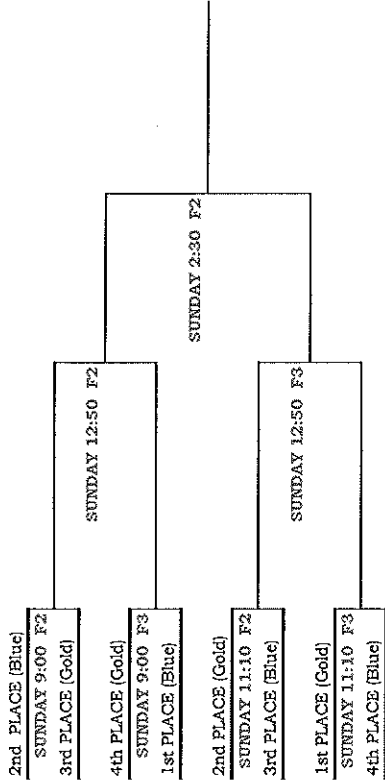 2nd PLACE (Blue)
SUNDAY 9:00 F2
3rd PLACE (Gold)
4th PLACE (Gold)
SUNDAY 9:00 F3
1st PLACE (Blue)
2nd PLACE (Gold)
SUNDAY 11:10 F2
3rd PLACE (Blue)
1st PLACE (Gold)
SUNDAY 11:10 F3
4th PLACE (Blue)
SUNDAY 12:50 F2
SUNDAY 12:50 F3
SUNDAY 2:30 F2